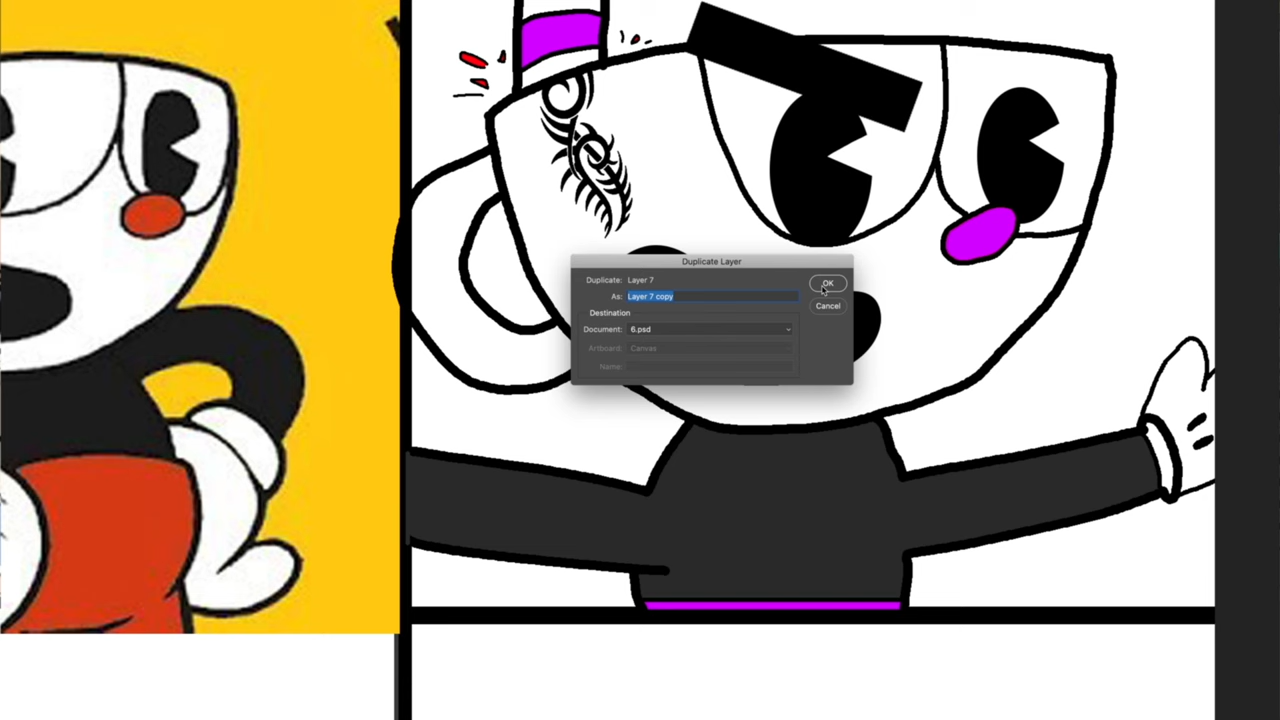 Duplicate Layer
Duplicate: Layer 7
As: Layer 7 copy
Destination
Document: 6.psd
Artboard: Canvas
Name:
OK
Cancel